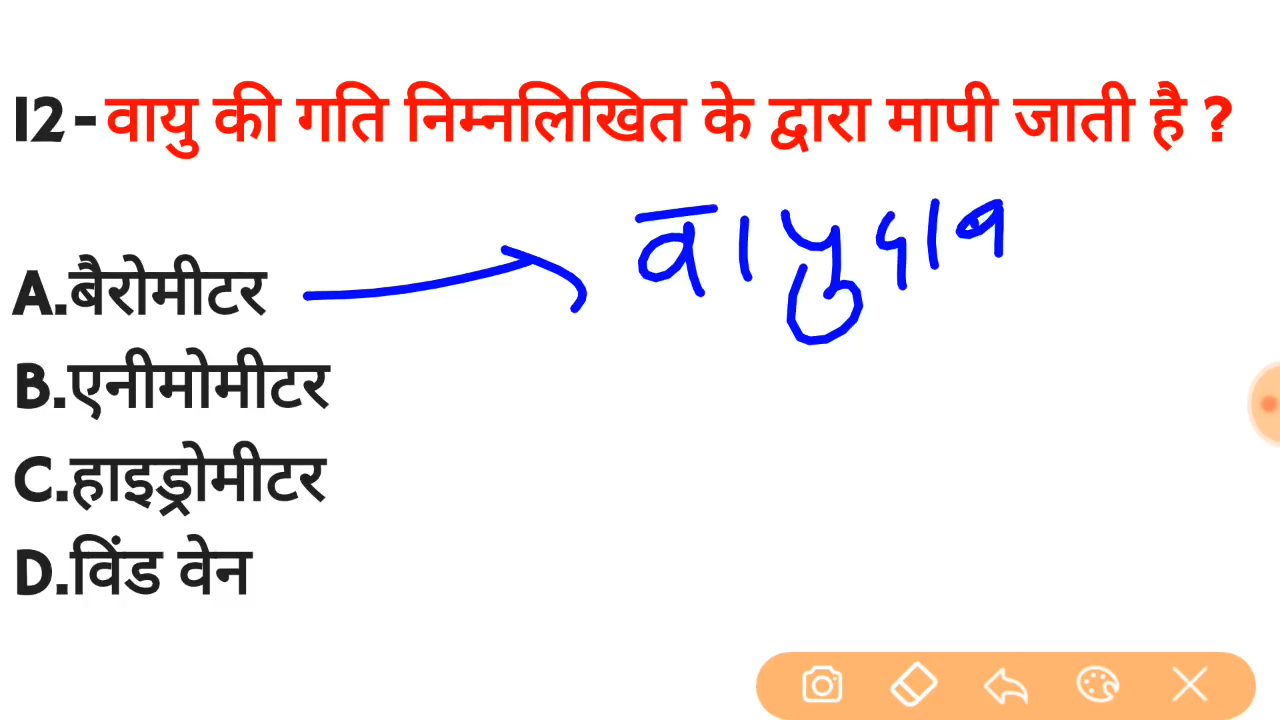 12-वायु की गति निम्नलिखित के द्वारा मापी जाती है ?
वायुदाब
A.बैरोमीटर
B.एनीमोमीटर
C.हाइड्रोमीटर
D.विंड वेन